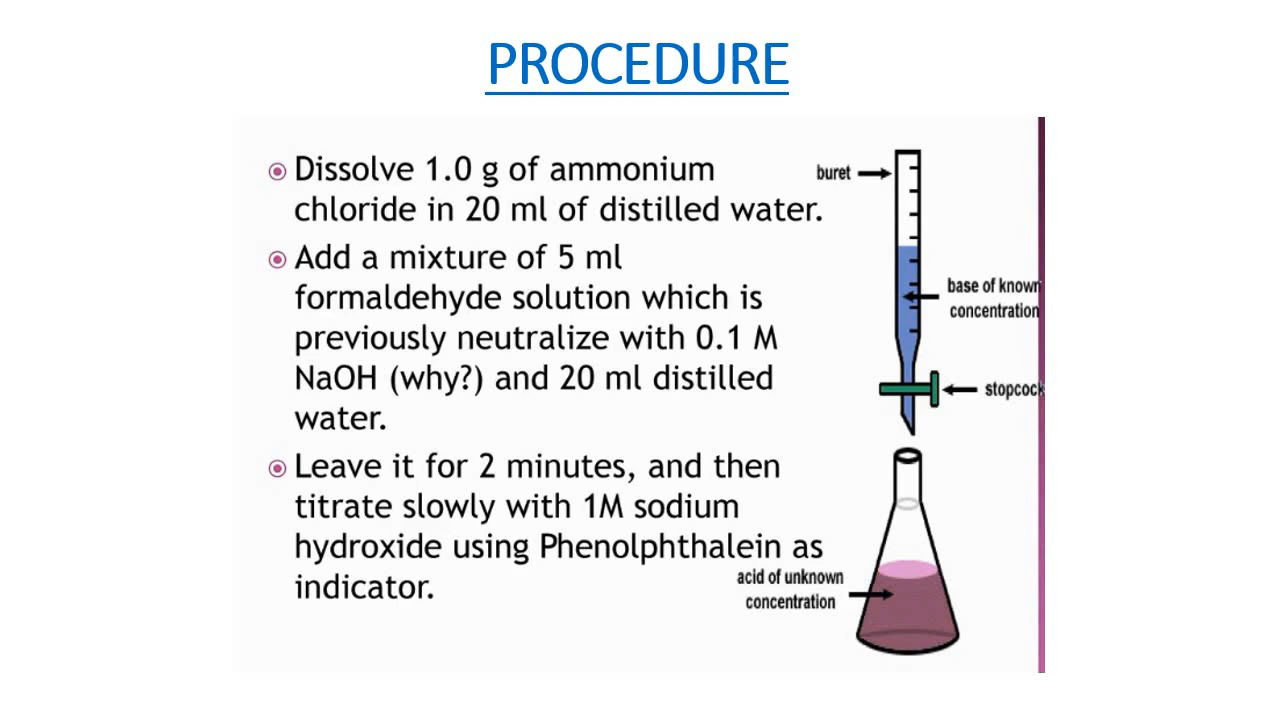 PROCEDURE
Dissolve 1.0 g of ammonium
chloride in 20 ml of distilled water.
Add a mixture of 5 ml
formaldehyde solution which is
previously neutralize with 0.1 M
NaOH (why?) and 20 ml distilled
water.
Leave it for 2 minutes, and then
titrate slowly with 1M sodium
hydroxide using Phenolphthalein as
indicator.
buret
base of known
concentration
stopcock
acid of unknown
concentration